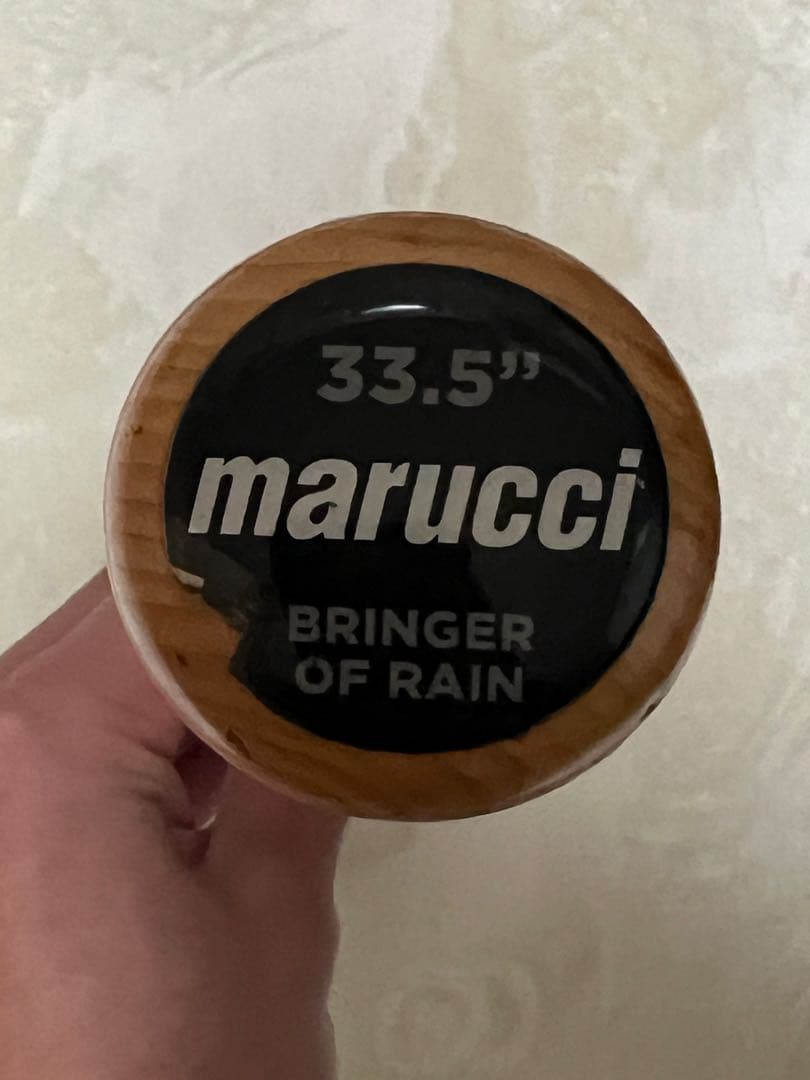 33.5”
marucci
BRINGER
OF RAIN